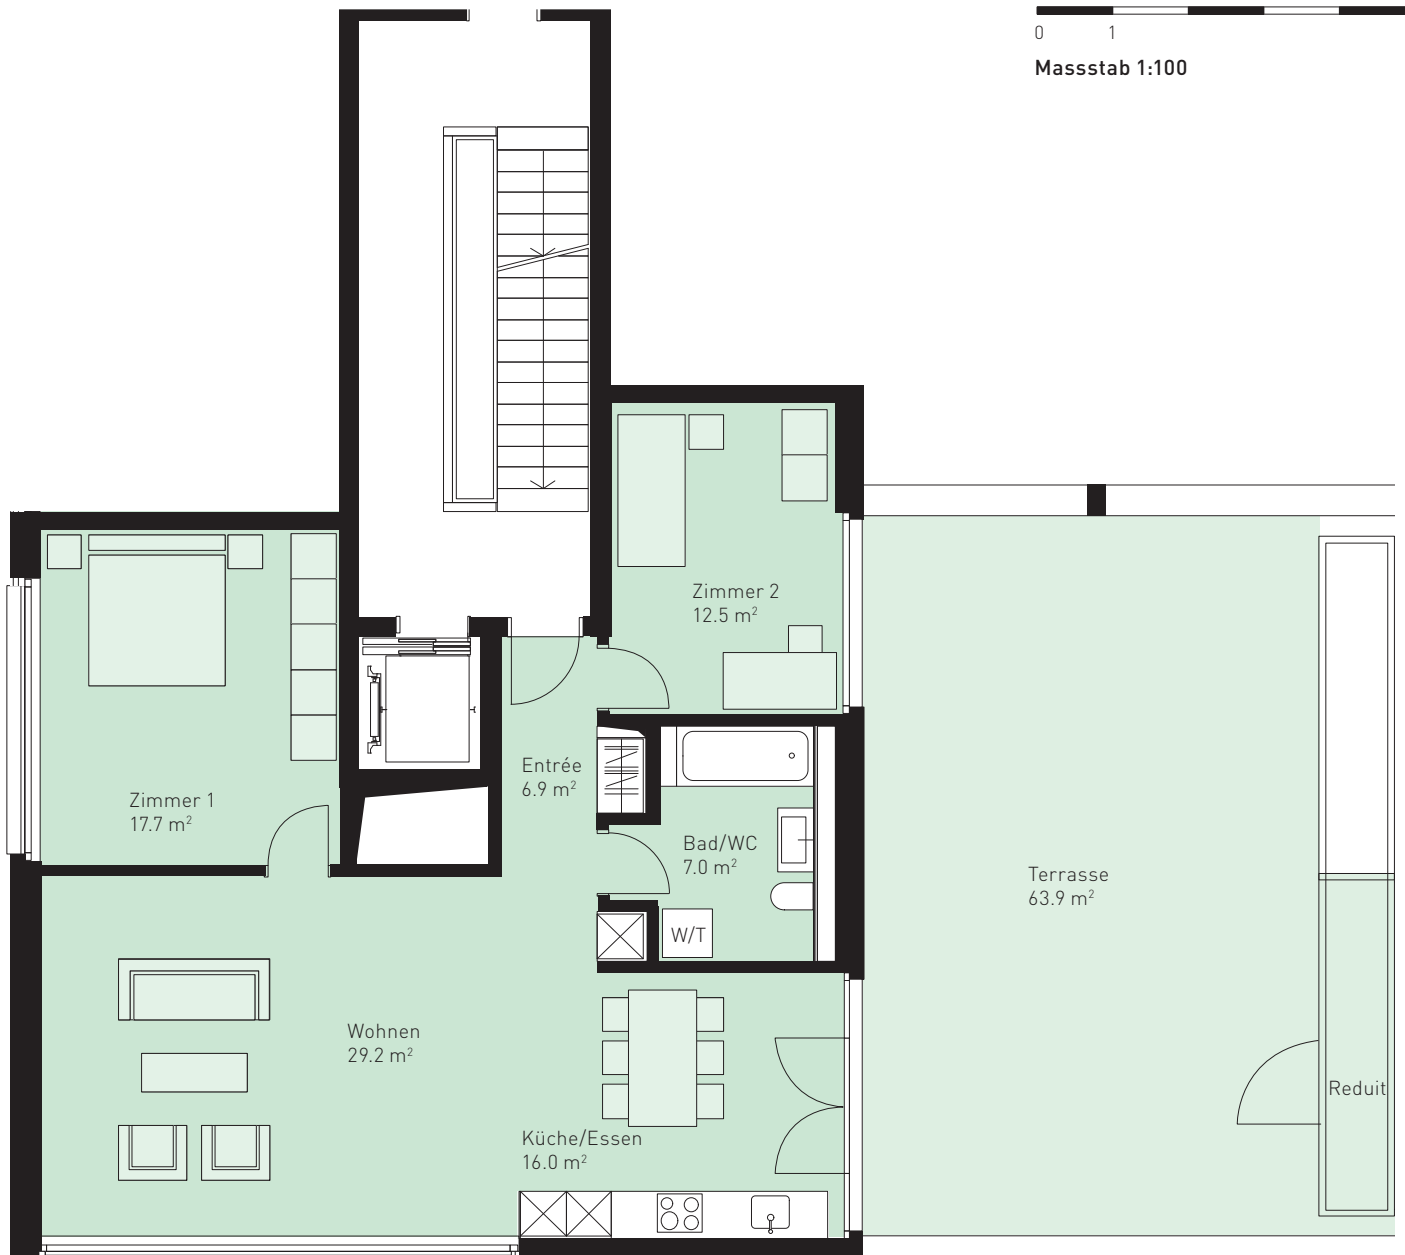 0 1
Massstab 1:100
Zimmer 2
12.5 m²
Entrée
6.9 m²
Zimmer 1
17.7 m²
Bad/WC
7.0 m²
Terrasse
63.9 m²
W/T
Wohnen
29.2 m²
Reduit
Küche/Essen
16.0 m²